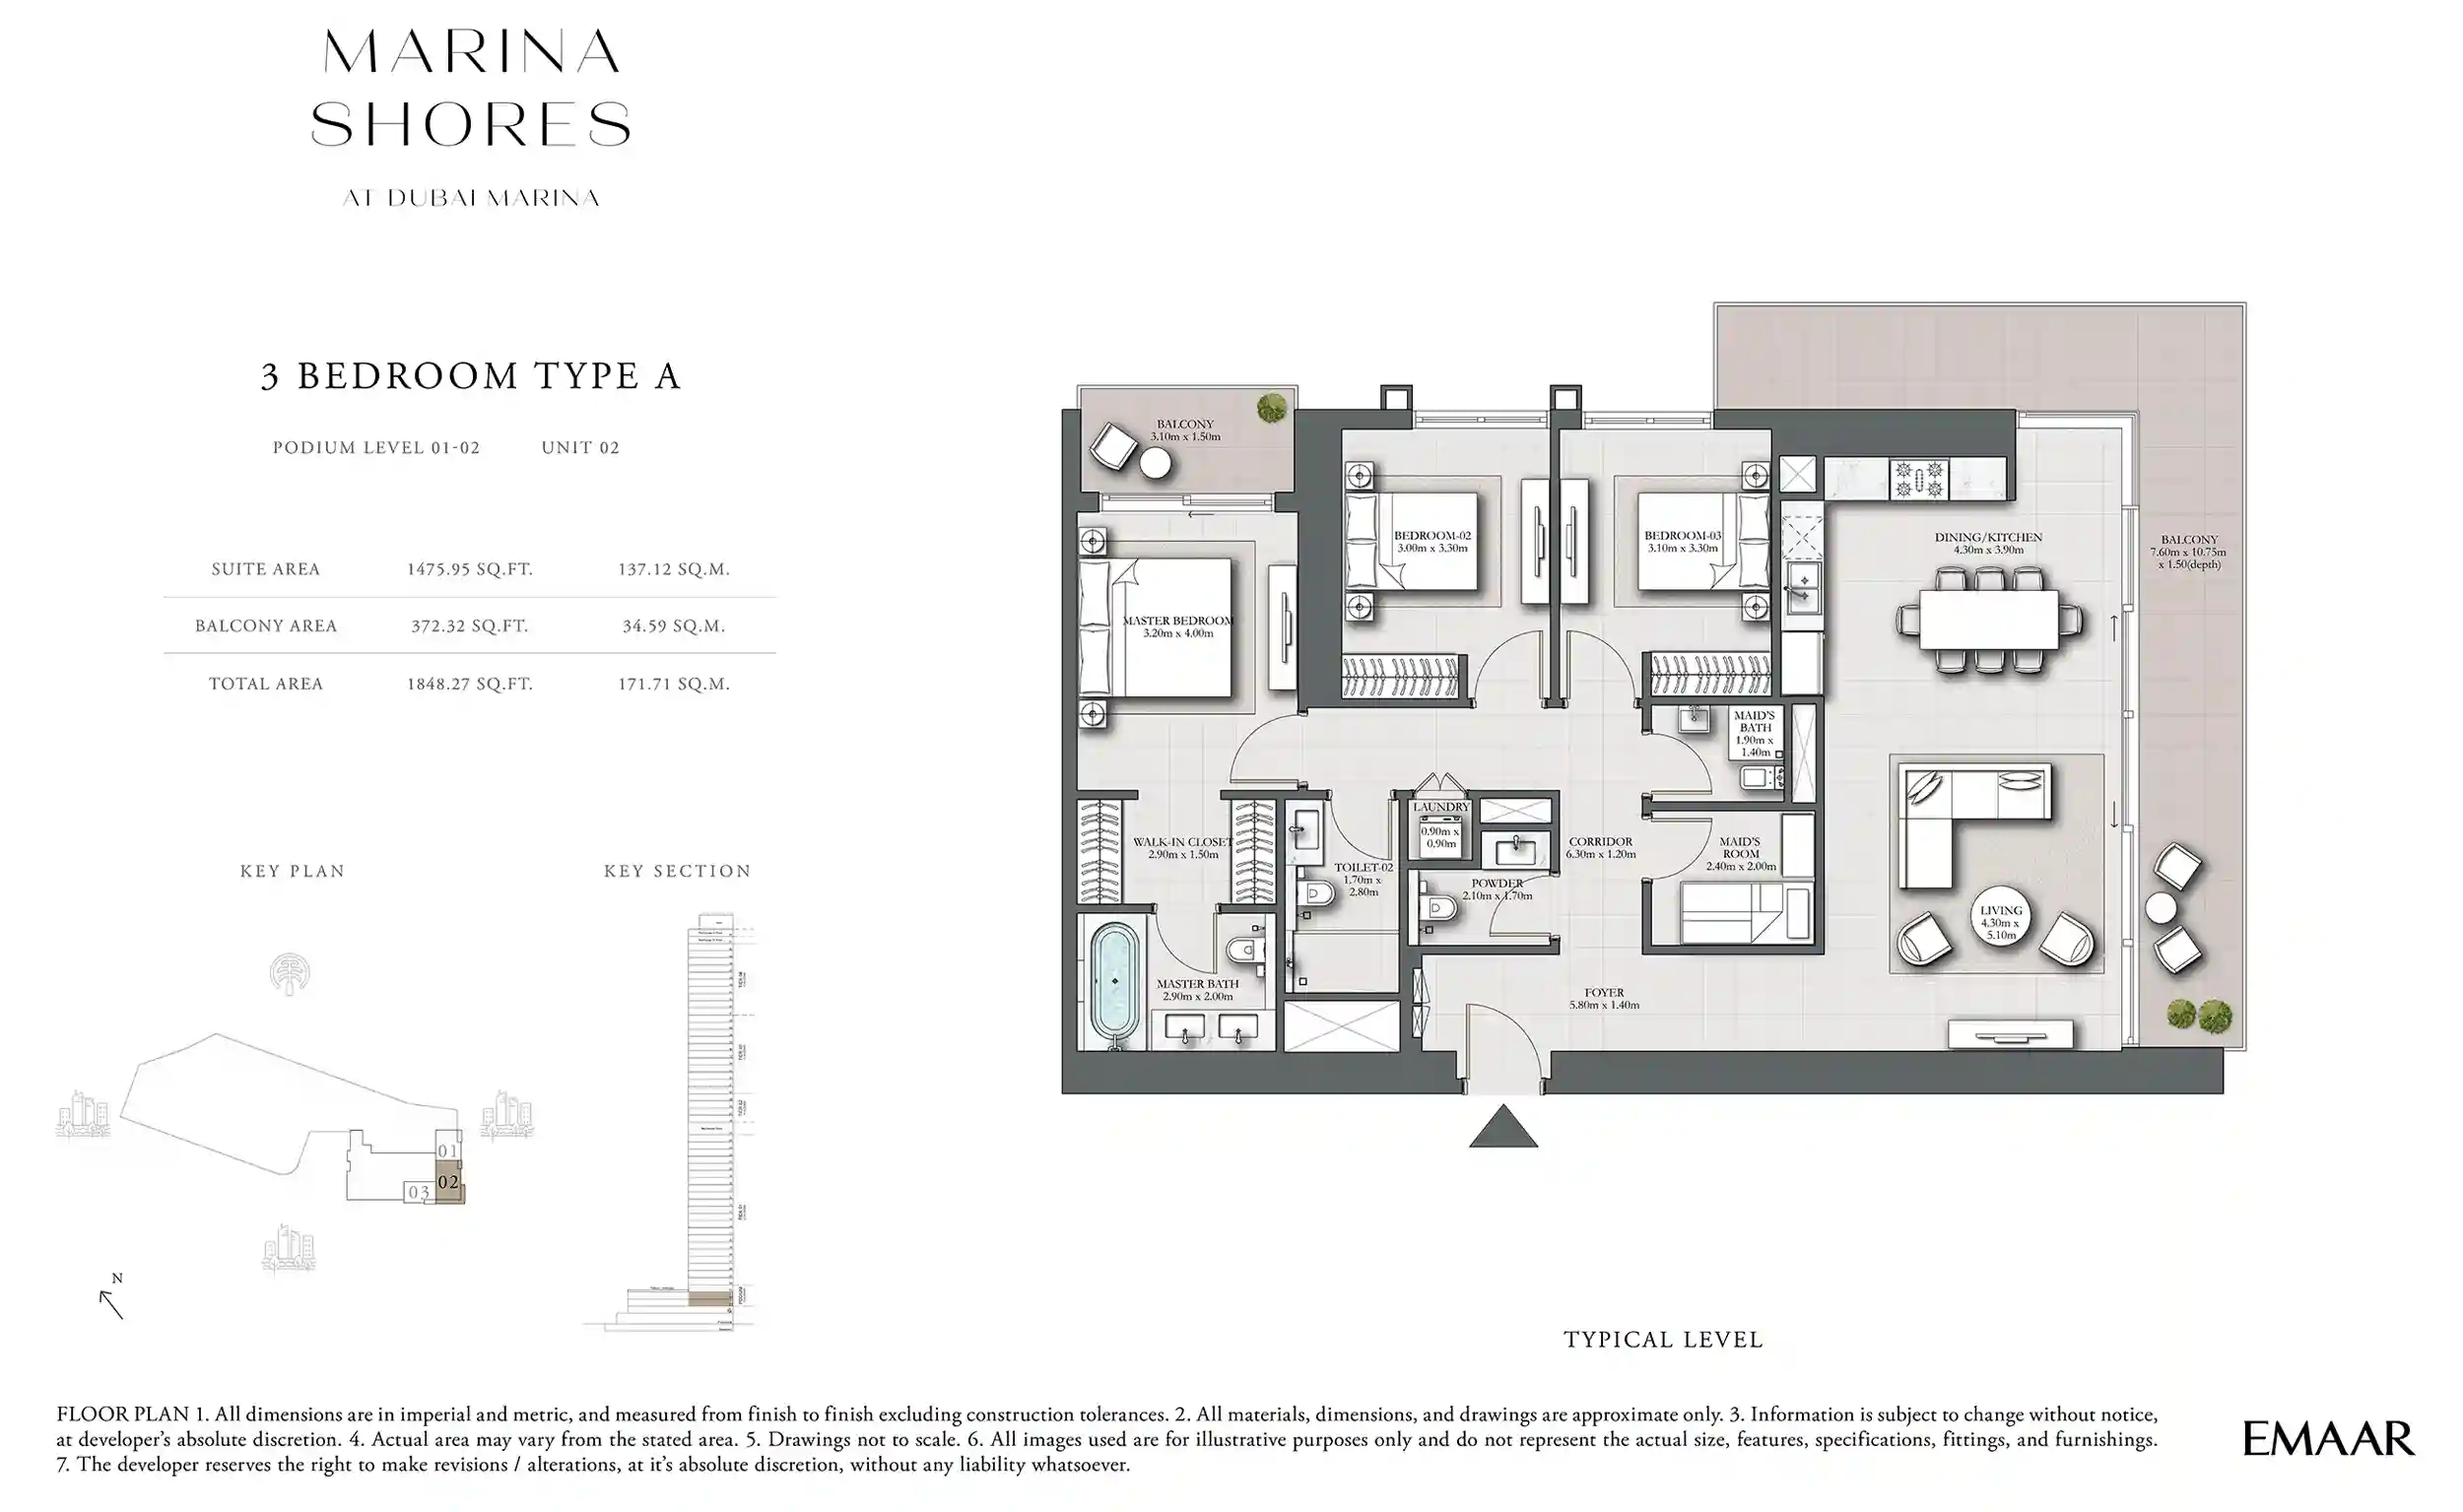 MARINA
SHORES
AT DUBAI MARINA
3 BEDROOM TYPE A
PODIUM LEVEL 01-02 UNIT 02
SUITE AREA 1475.95 SQ.FT. 137.12 SQ.M.
BALCONY AREA 372.32 SQ.FT. 34.59 SQ.M.
TOTAL AREA 1848.27 SQ.FT. 171.71 SQ.M.
KEY PLAN
KEY SECTION
01
02
03
N
BALCONY
3.10m x 1.50m
MASTER BEDROOM
3.20m x 4.00m
BEDROOM-02
3.00m x 3.30m
BEDROOM-03
3.10m x 3.30m
DINING/KITCHEN
4.30m x 3.90m
BALCONY
7.60m x 10.75m
x 1.50(depth)
MAID'S
BATH
1.90m x
1.40m
LAUNDRY
0.90m x
0.90m
WALK-IN CLOSET
2.90m x 1.50m
TOILET-02
1.70m x
2.80m
POWDER
2.10m x 1.70m
CORRIDOR
6.30m x 1.20m
MAID'S
ROOM
2.40m x 2.00m
LIVING
4.30m x
5.10m
MASTER BATH
2.90m x 2.00m
FOYER
5.80m x 1.40m
TYPICAL LEVEL
FLOOR PLAN 1. All dimensions are in imperial and metric, and measured from finish to finish excluding construction tolerances. 2. All materials, dimensions, and drawings are approximate only. 3. Information is subject to change without notice,
at developer's absolute discretion. 4. Actual area may vary from the stated area. 5. Drawings not to scale. 6. All images used are for illustrative purposes only and do not represent the actual size, features, specifications, fittings, and furnishings.
7. The developer reserves the right to make revisions / alterations, at it's absolute discretion, without any liability whatsoever.
EMAAR